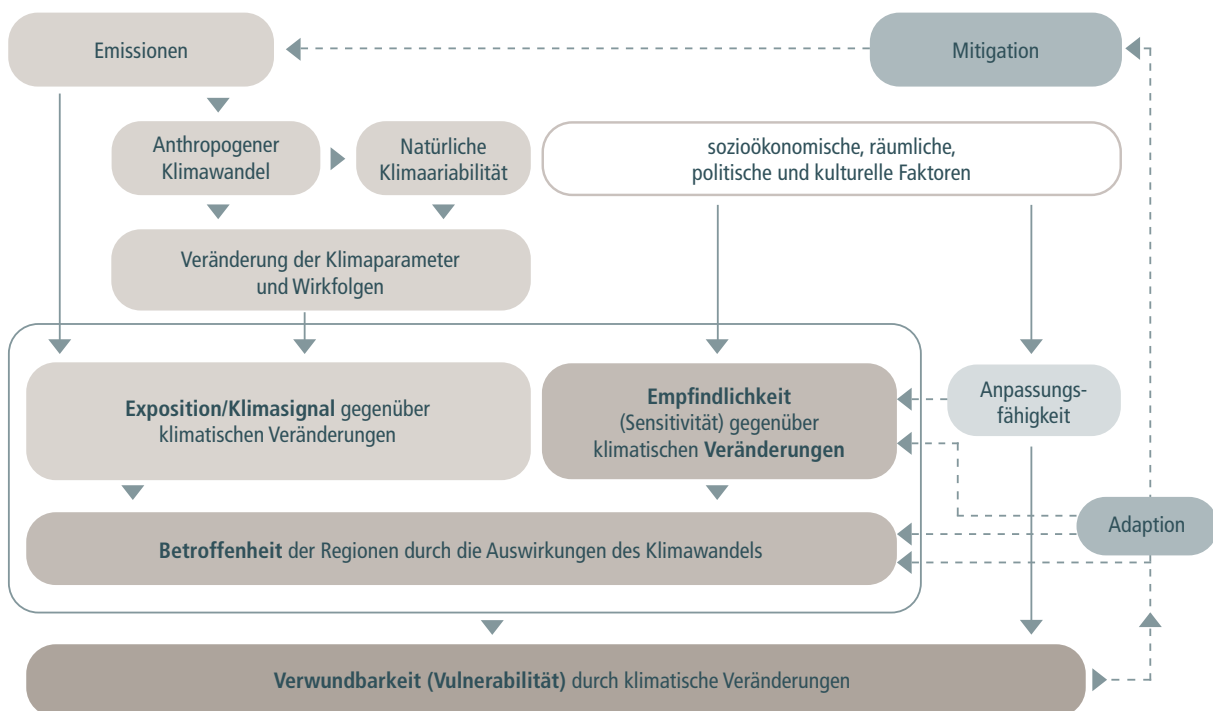 Emissionen
Mitigation
Anthropogener
Klimawandel
Natürliche
Klimaariabilität
sozioökonomische, räumliche,
politische und kulturelle Faktoren
Veränderung der Klimaparameter
und Wirkfolgen
Exposition/Klimasignal gegenüber
klimatischen Veränderungen
Empfindlichkeit
(Sensitivität) gegenüber
klimatischen Veränderungen
Anpassungs-
fähigkeit
Adaption
Betroffenheit der Regionen durch die Auswirkungen des Klimawandels
Verwundbarkeit (Vulnerabilität) durch klimatische Veränderungen